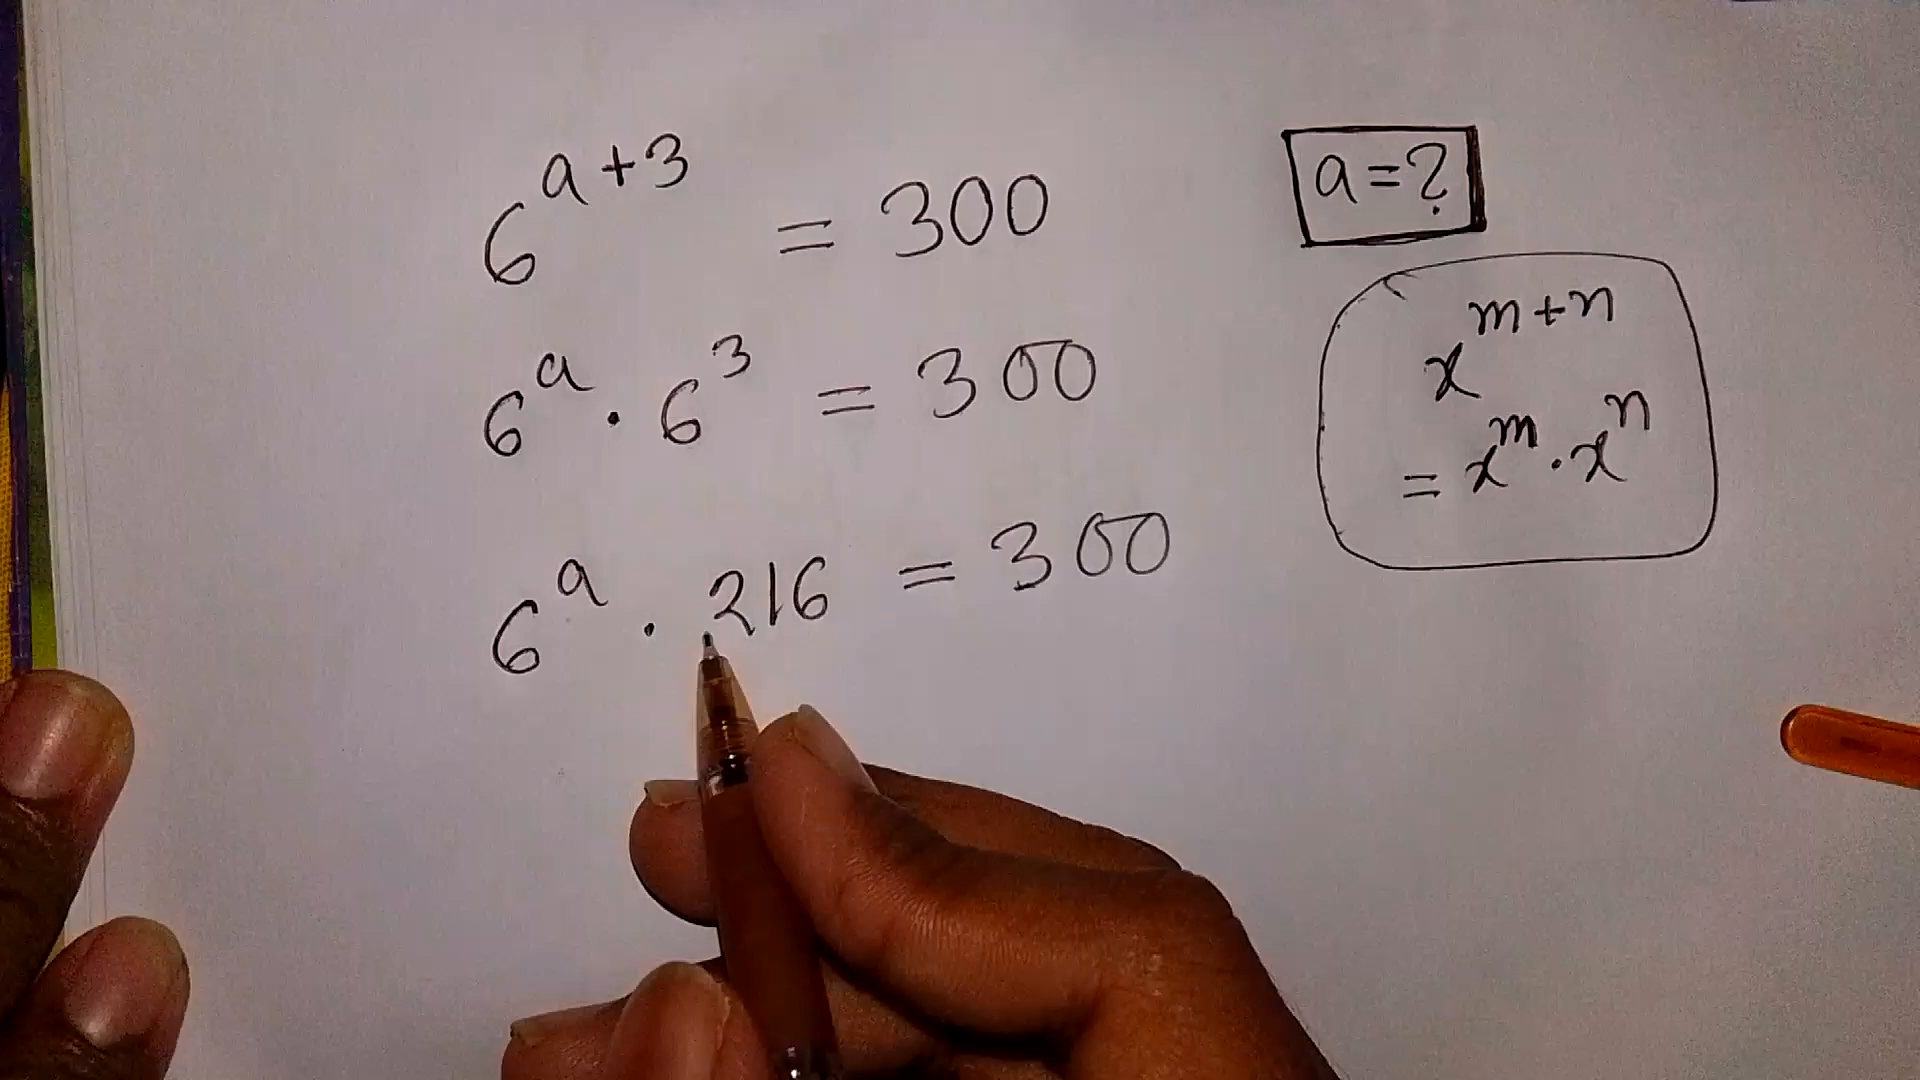 6^{a+3} = 300
6^a · 6^3 = 300
6^a · 216 = 300
a = ?
x^{m+n}
= x^m · x^n